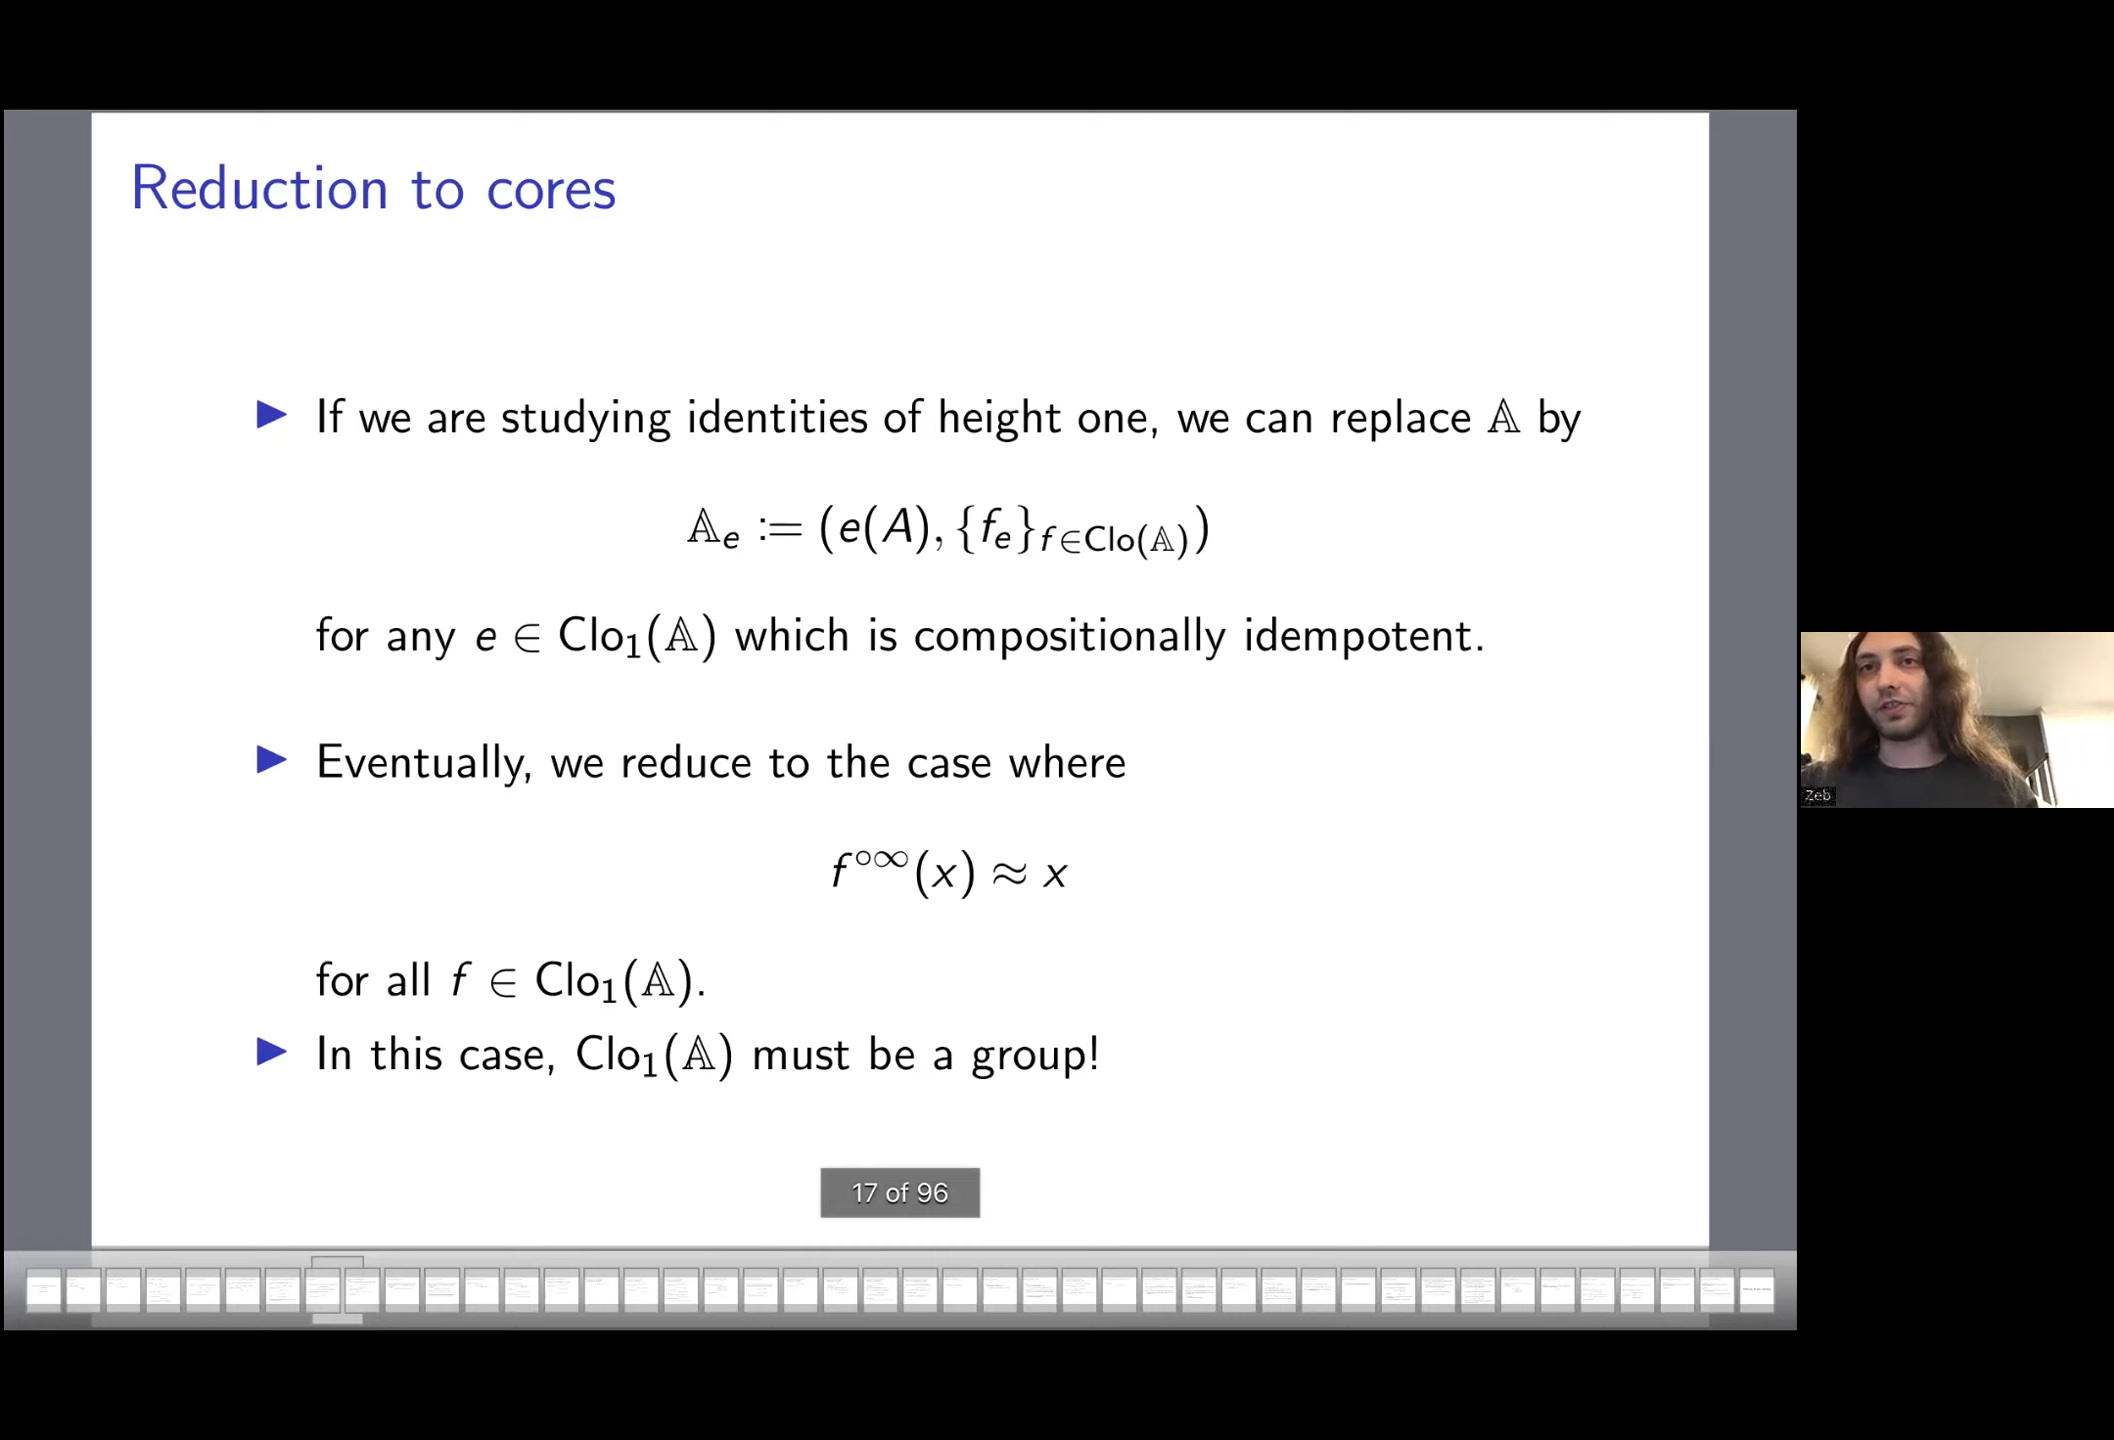 Reduction to cores
▶ If we are studying identities of height one, we can replace 𝔸 by
𝔸ₑ := (e(A), {fₑ}_{f∈Clo(𝔸)})
for any e ∈ Clo₁(𝔸) which is compositionally idempotent.
▶ Eventually, we reduce to the case where
f^{∘∞}(x) ≈ x
for all f ∈ Clo₁(𝔸).
▶ In this case, Clo₁(𝔸) must be a group!
17 of 96
Zeb